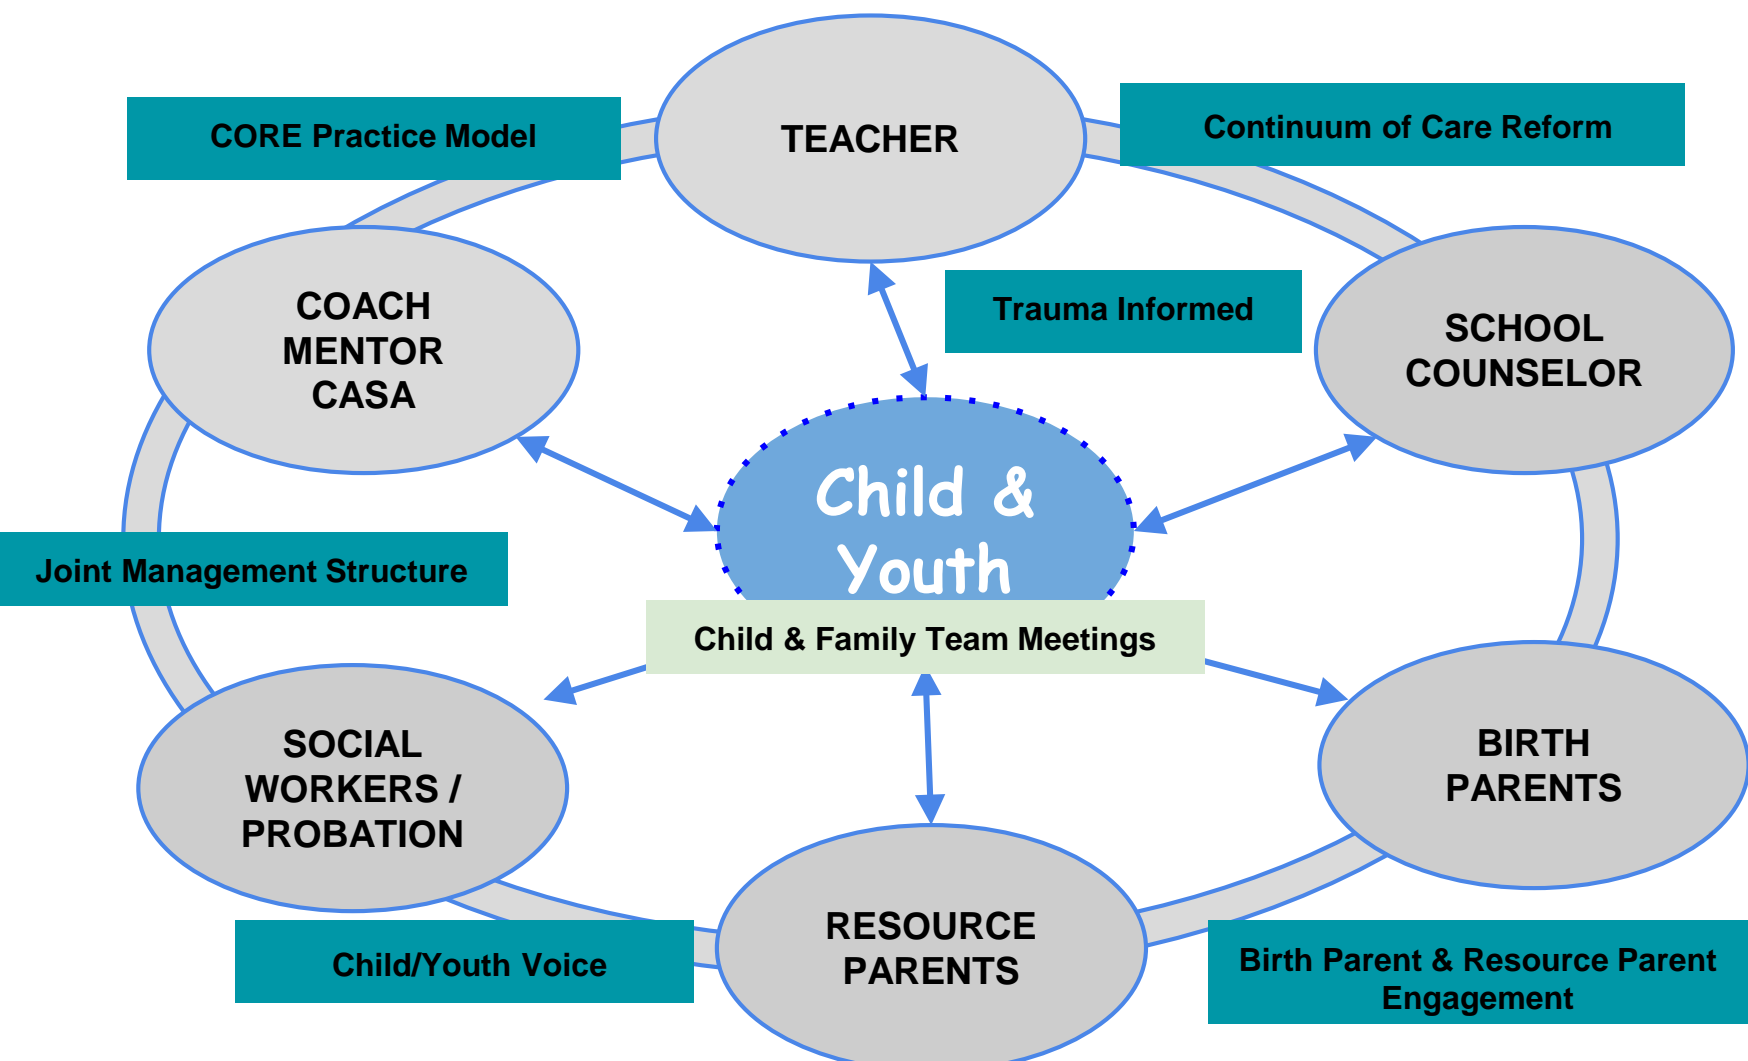 TEACHER
CORE Practice Model
Continuum of Care Reform
COACH
MENTOR
CASA
Trauma Informed
SCHOOL
COUNSELOR
Child &
Youth
Joint Management Structure
Child & Family Team Meetings
SOCIAL
WORKERS /
PROBATION
BIRTH
PARENTS
RESOURCE
PARENTS
Child/Youth Voice
Birth Parent & Resource Parent
Engagement